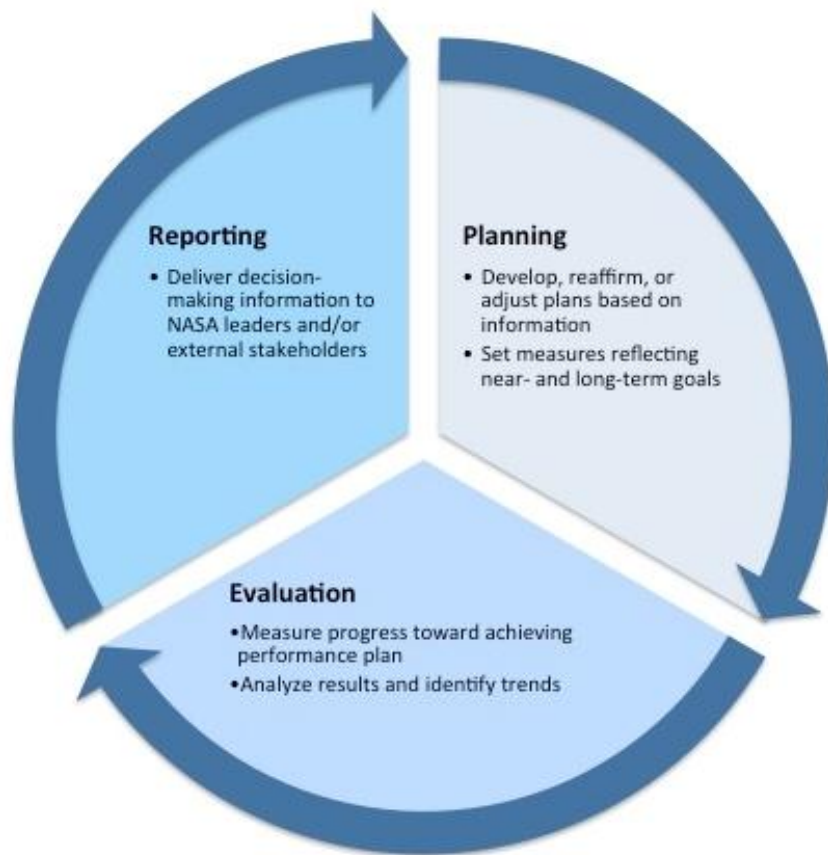 Reporting
• Deliver decision-
making information to
NASA leaders and/or
external stakeholders
Planning
• Develop, reaffirm, or
adjust plans based on
information
• Set measures reflecting
near- and long-term goals
Evaluation
•Measure progress toward achieving
performance plan
•Analyze results and identify trends